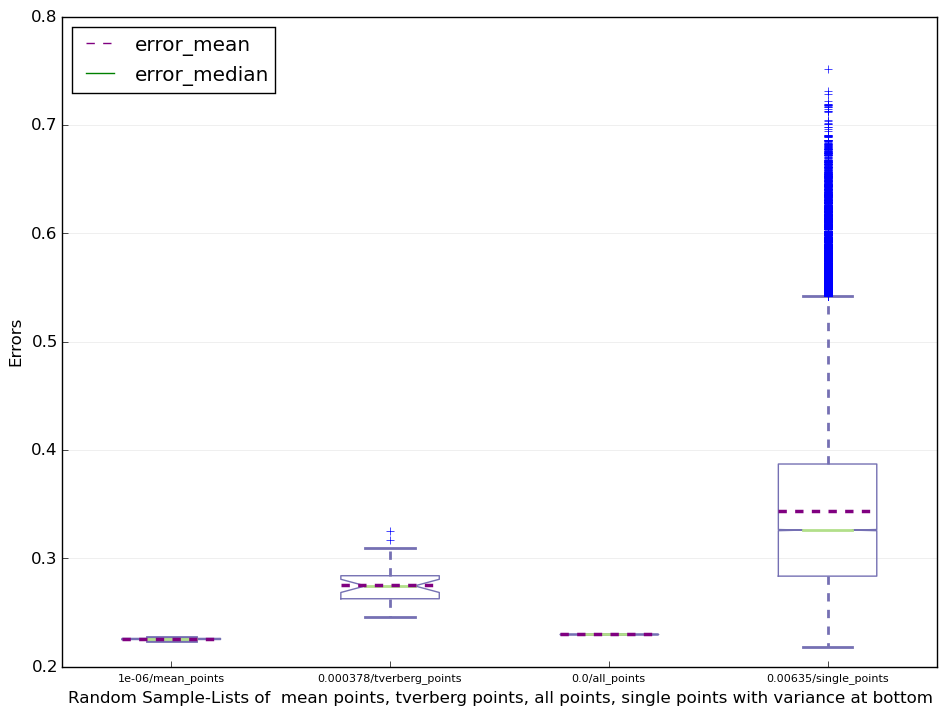 0.8
error_mean
error_median
0.7
0.6
0.5
0.4
0.3
0.2
Errors
1e-06/mean_points
0.000378/tverberg_points
0.0/all_points
0.00635/single_points
Random Sample-Lists of  mean points, tverberg points, all points, single points with variance at bottom